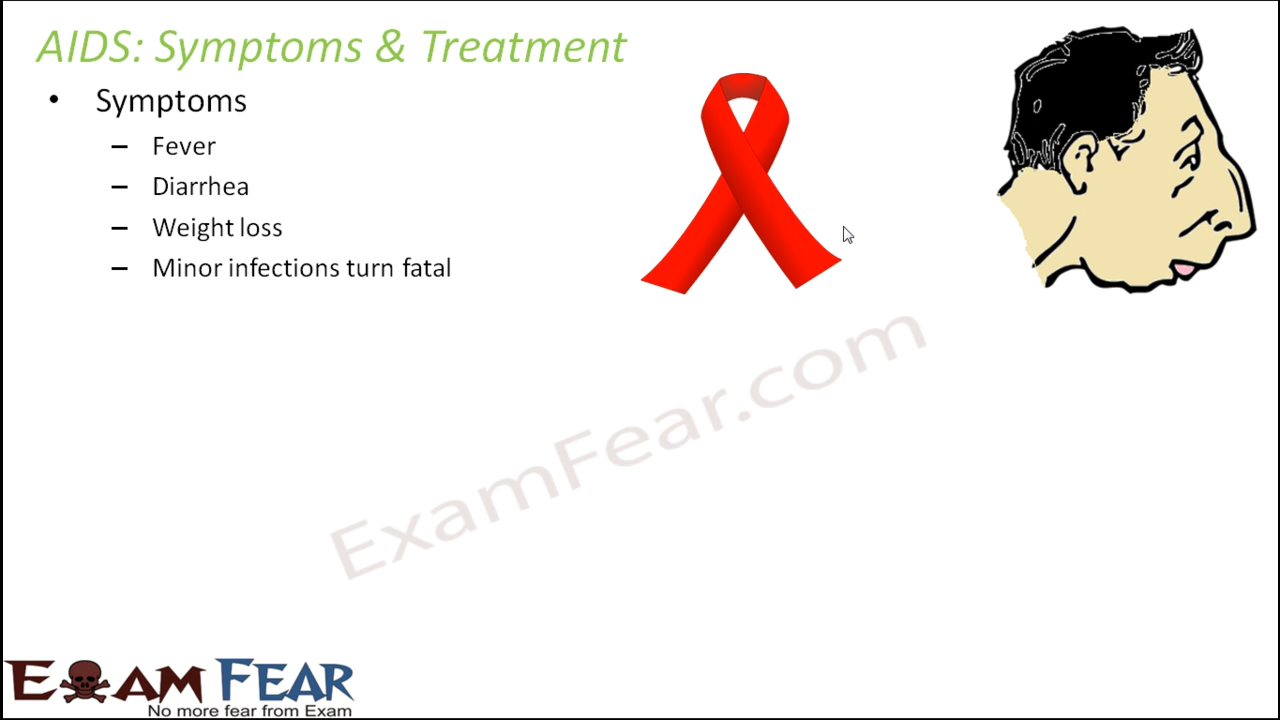 AIDS: Symptoms & Treatment
• Symptoms
– Fever
– Diarrhea
– Weight loss
– Minor infections turn fatal
ExamFear.com
EXAM FEAR
No more fear from Exam